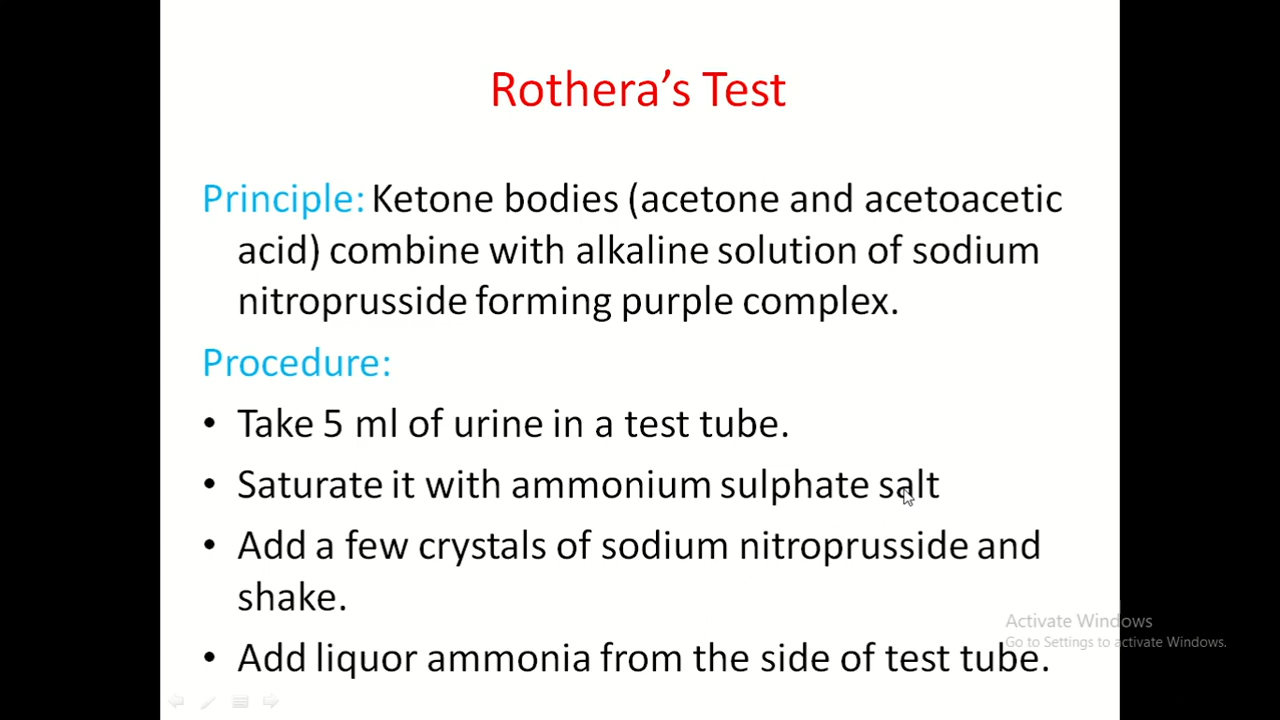 Rothera's Test
Principle: Ketone bodies (acetone and acetoacetic
acid) combine with alkaline solution of sodium
nitroprusside forming purple complex.
Procedure:
• Take 5 ml of urine in a test tube.
• Saturate it with ammonium sulphate salt
• Add a few crystals of sodium nitroprusside and
shake.
• Add liquor ammonia from the side of test tube.
Activate Windows
Go to Settings to activate Windows.